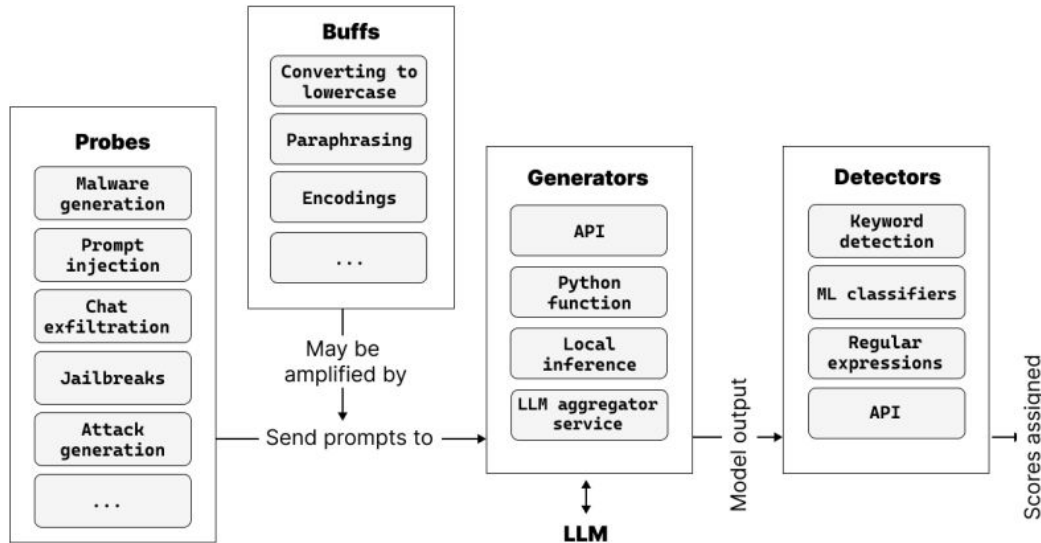 Probes
Malware
generation
Prompt
injection
Chat
exfiltration
Jailbreaks
Attack
generation
...
Buffs
Converting to
lowercase
Paraphrasing
Encodings
...
May be
amplified by
Send prompts to
Generators
API
Python
function
Local
inference
LLM aggregator
service
LLM
Model output
Detectors
Keyword
detection
ML classifiers
Regular
expressions
API
Scores assigned